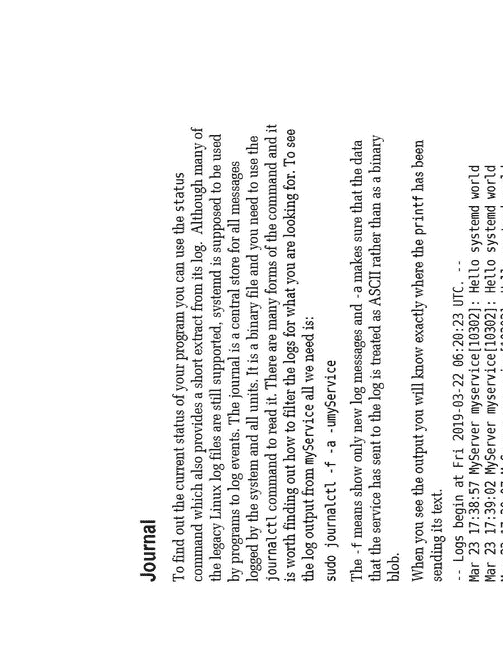 Journal
To find out the current status of your program you can use the status
command which also provides a short extract from its log. Although many of
the legacy Linux log files are still supported, systemd is supposed to be used
by programs to log events. The journal is a central store for all messages
logged by the system and all units. It is a binary file and you need to use the
journalctl command to read it. There are many forms of the command and it
is worth finding out how to filter the logs for what you are looking for. To see
the log output from myService all we need is:
sudo journalctl -f -a -umyService
The -f means show only new log messages and -a makes sure that the data
that the service has sent to the log is treated as ASCII rather than as a binary
blob.
When you see the output you will know exactly where the printf has been
sending its text.
-- Logs begin at Fri 2019-03-22 06:20:23 UTC. --
Mar 23 17:38:57 MyServer myservice[10302]: Hello systemd world
Mar 23 17:39:02 MyServer myservice[10302]: Hello systemd world